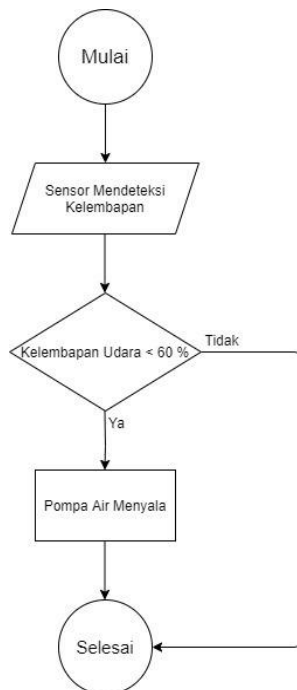 Mulai
Sensor Mendeteksi
Kelembapan
Kelembapan Udara < 60 %
Tidak
Ya
Pompa Air Menyala
Selesai